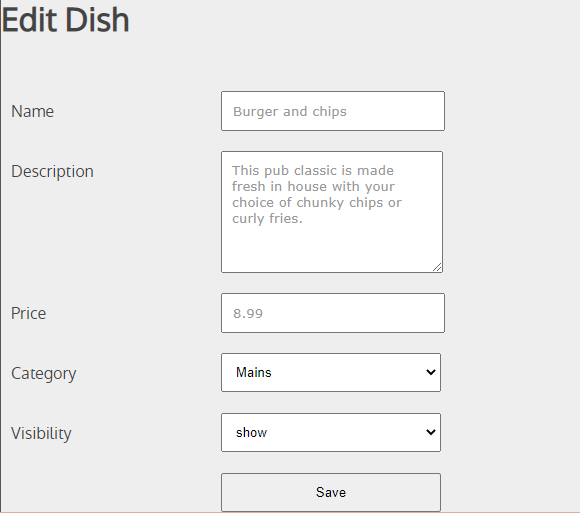 Edit Dish
Name
Burger and chips
Description
This pub classic is made
fresh in house with your
choice of chunky chips or
curly fries.
Price
8.99
Category
Mains
Visibility
show
Save